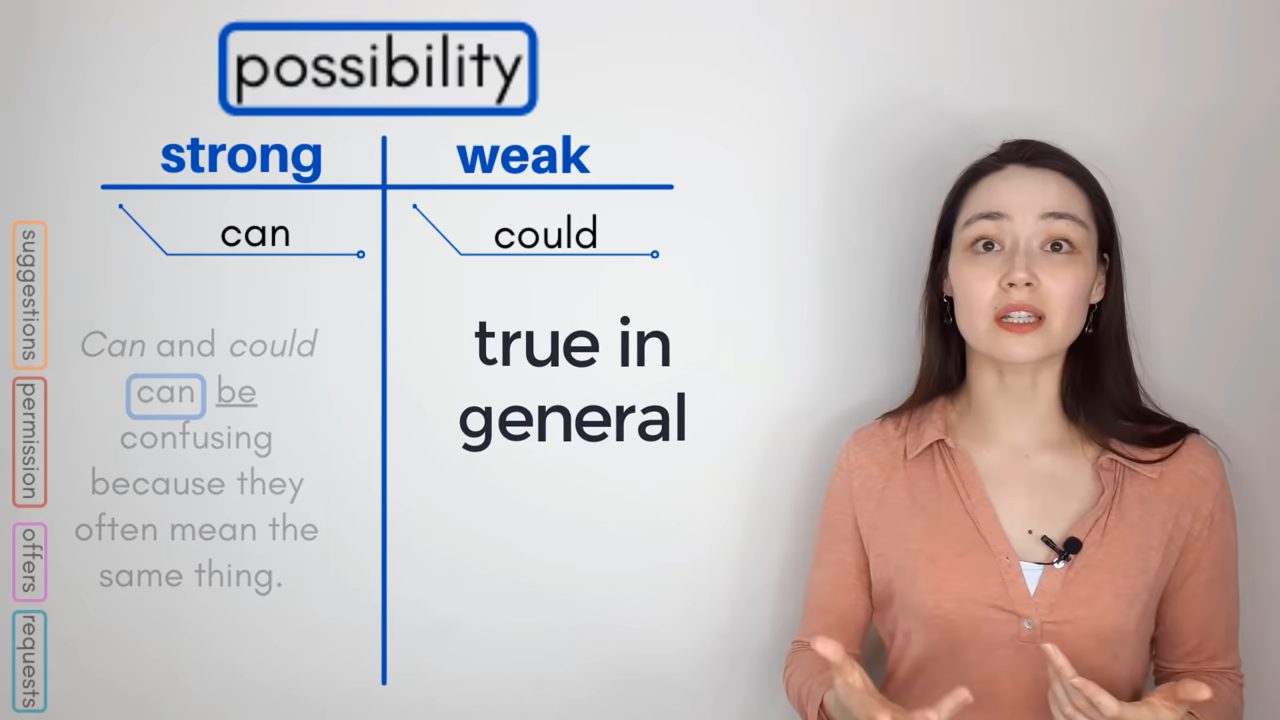 possibility
strong
weak
can
could
Can and could
can be
confusing
because they
often mean the
same thing.
true in
general
suggestions
permission
offers
requests